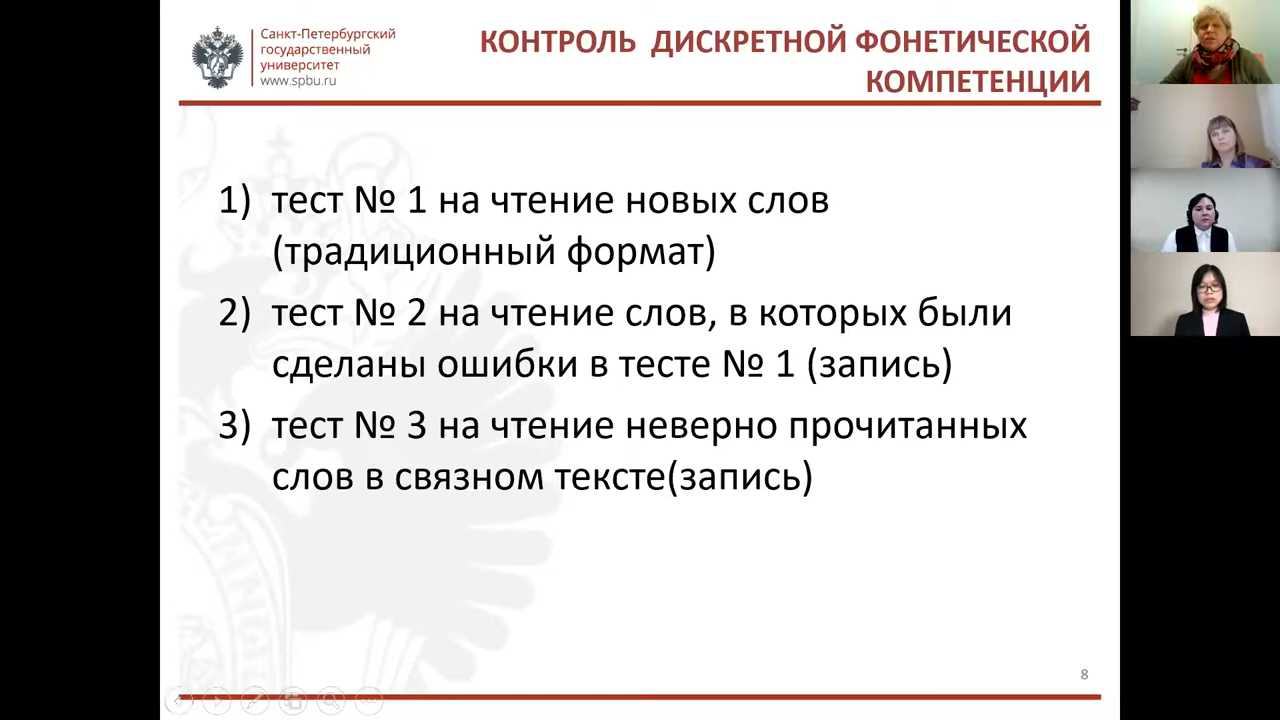 Санкт-Петербургский
государственный
университет
www.spbu.ru
КОНТРОЛЬ ДИСКРЕТНОЙ ФОНЕТИЧЕСКОЙ
КОМПЕТЕНЦИИ
1) тест № 1 на чтение новых слов
(традиционный формат)
2) тест № 2 на чтение слов, в которых были
сделаны ошибки в тесте № 1 (запись)
3) тест № 3 на чтение неверно прочитанных
слов в связном тексте(запись)
8